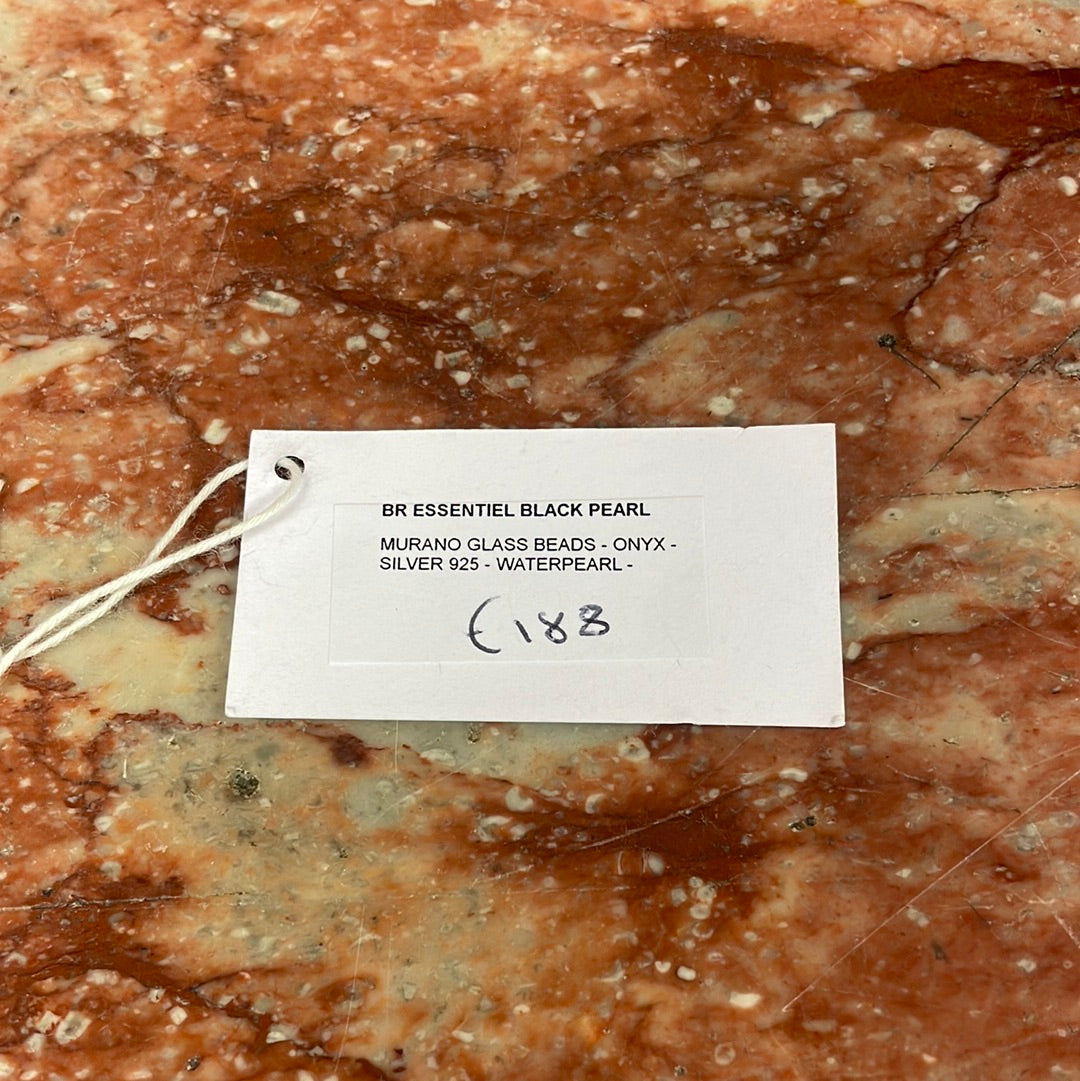 BR ESSENTIEL BLACK PEARL
MURANO GLASS BEADS - ONYX -
SILVER 925 - WATERPEARL -
€188